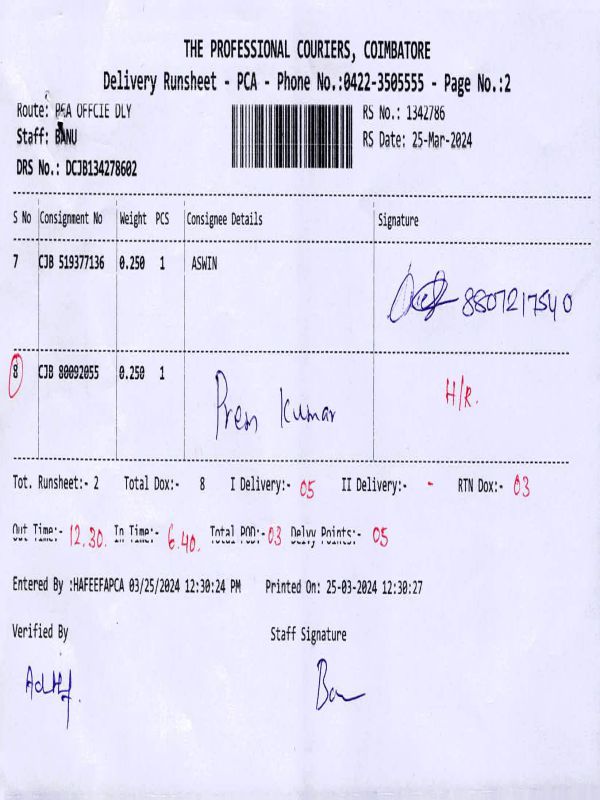 THE PROFESSIONAL COURIERS, COIMBATORE
Delivery Runsheet - PCA - Phone No.:0422-3505555 - Page No.:2
Route: PEA OFFCIE DLY
RS No.: 1342786
Staff: BANU
RS Date: 25-Mar-2024
DRS No.: DCJB134278602
S No Consignment No Weight PCS Consignee Details Signature
7 CJB 519377136 0.250 1 ASWIN 8807217540
8 CJB 80092055 0.250 1 Prem Kumar H/R.
Tot. Runsheet:- 2 Total Dox:- 8 I Delivery:- 05 II Delivery:- - RTN Dox:- 03
Out Time:- 12.30. In Time:- 6.40. Total POD:- 03 Delvy Points:- 05
Entered By :HAFEEFAPCA 03/25/2024 12:30:24 PM Printed On: 25-03-2024 12:30:27
Verified By Staff Signature